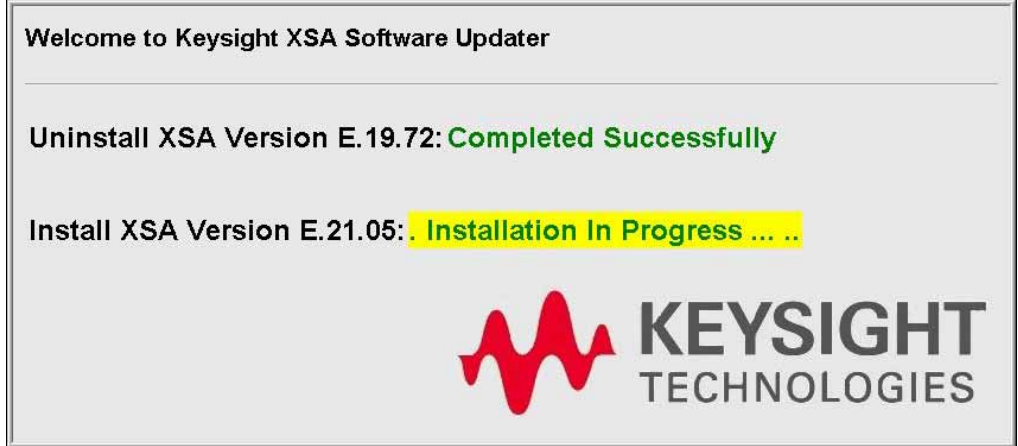 Welcome to Keysight XSA Software Updater
Uninstall XSA Version E.19.72: Completed Successfully
Install XSA Version E.21.05: . Installation In Progress ... ..
KEYSIGHT
TECHNOLOGIES